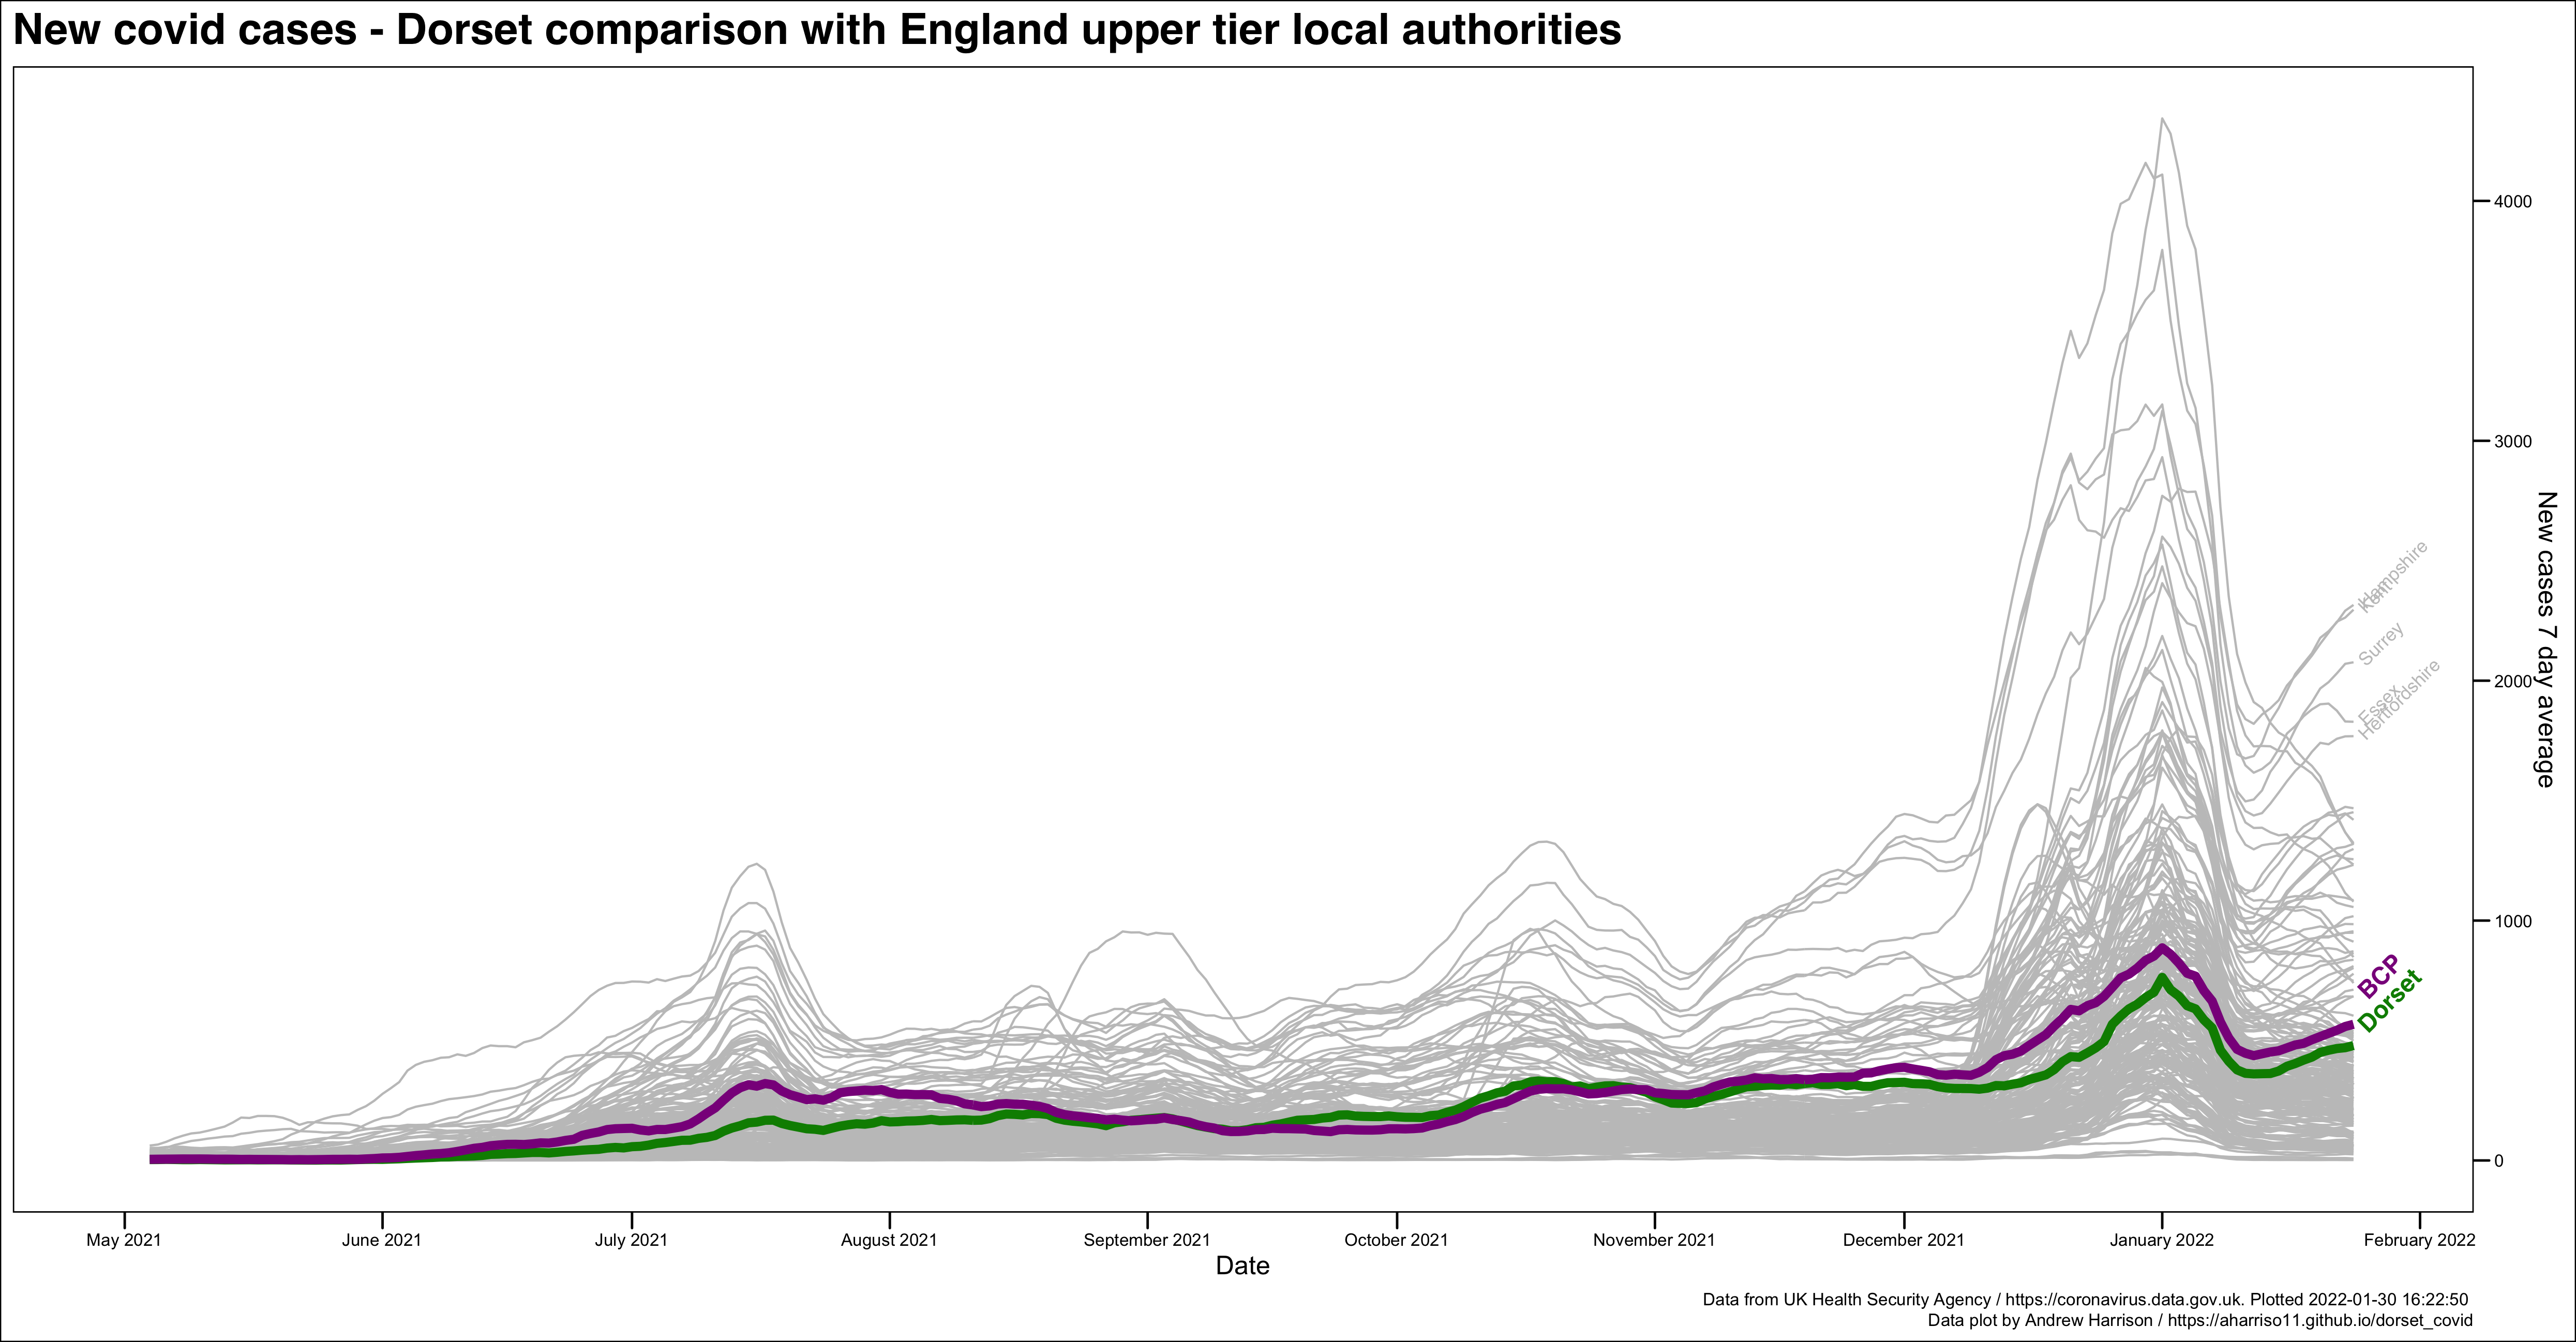 New covid cases - Dorset comparison with England upper tier local authorities
4000
3000
2000
1000
0
New cases 7 day average
Hampshire
Kent
Surrey
Essex
Hertfordshire
BCP
Dorset
May 2021
June 2021
July 2021
August 2021
September 2021
October 2021
November 2021
December 2021
January 2022
February 2022
Date
Data from UK Health Security Agency / https://coronavirus.data.gov.uk. Plotted 2022-01-30 16:22:50
Data plot by Andrew Harrison / https://aharriso11.github.io/dorset_covid